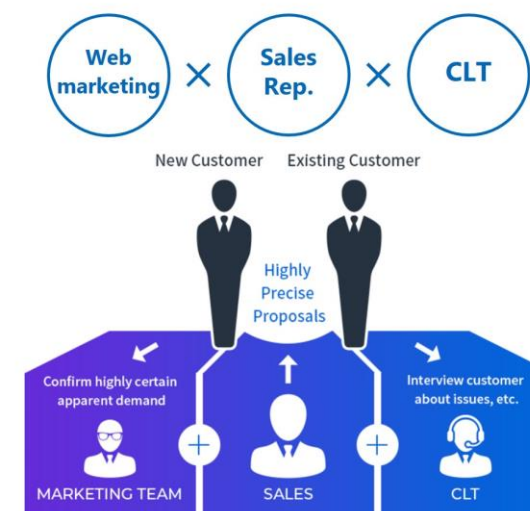 Web
marketing
×
Sales
Rep.
×
CLT
New Customer
Existing Customer
Highly
Precise
Proposals
Confirm highly certain
apparent demand
Interview customer
about issues, etc.
+
+
MARKETING TEAM
SALES
CLT